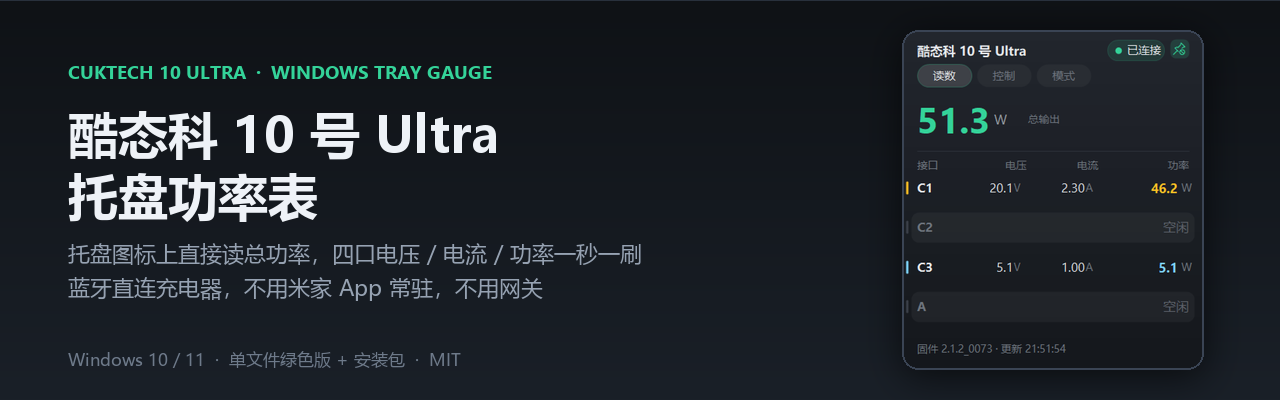 CUKTECH 10 ULTRA · WINDOWS TRAY GAUGE
酷态科 10 号 Ultra
托盘功率表
托盘图标上直接读总功率，四口电压 / 电流 / 功率一秒一刷
蓝牙直连充电器，不用米家 App 常驻，不用网关
Windows 10 / 11 · 单文件绿色版 + 安装包 · MIT
酷态科 10 号 Ultra 已连接
读数 控制 模式
51.3 W 总输出
接口 电压 电流 功率
C1 20.1V 2.30A 46.2 W
C2 空闲
C3 5.1V 1.00A 5.1 W
A 空闲
固件 2.1.2_0073 · 更新 21:51:54